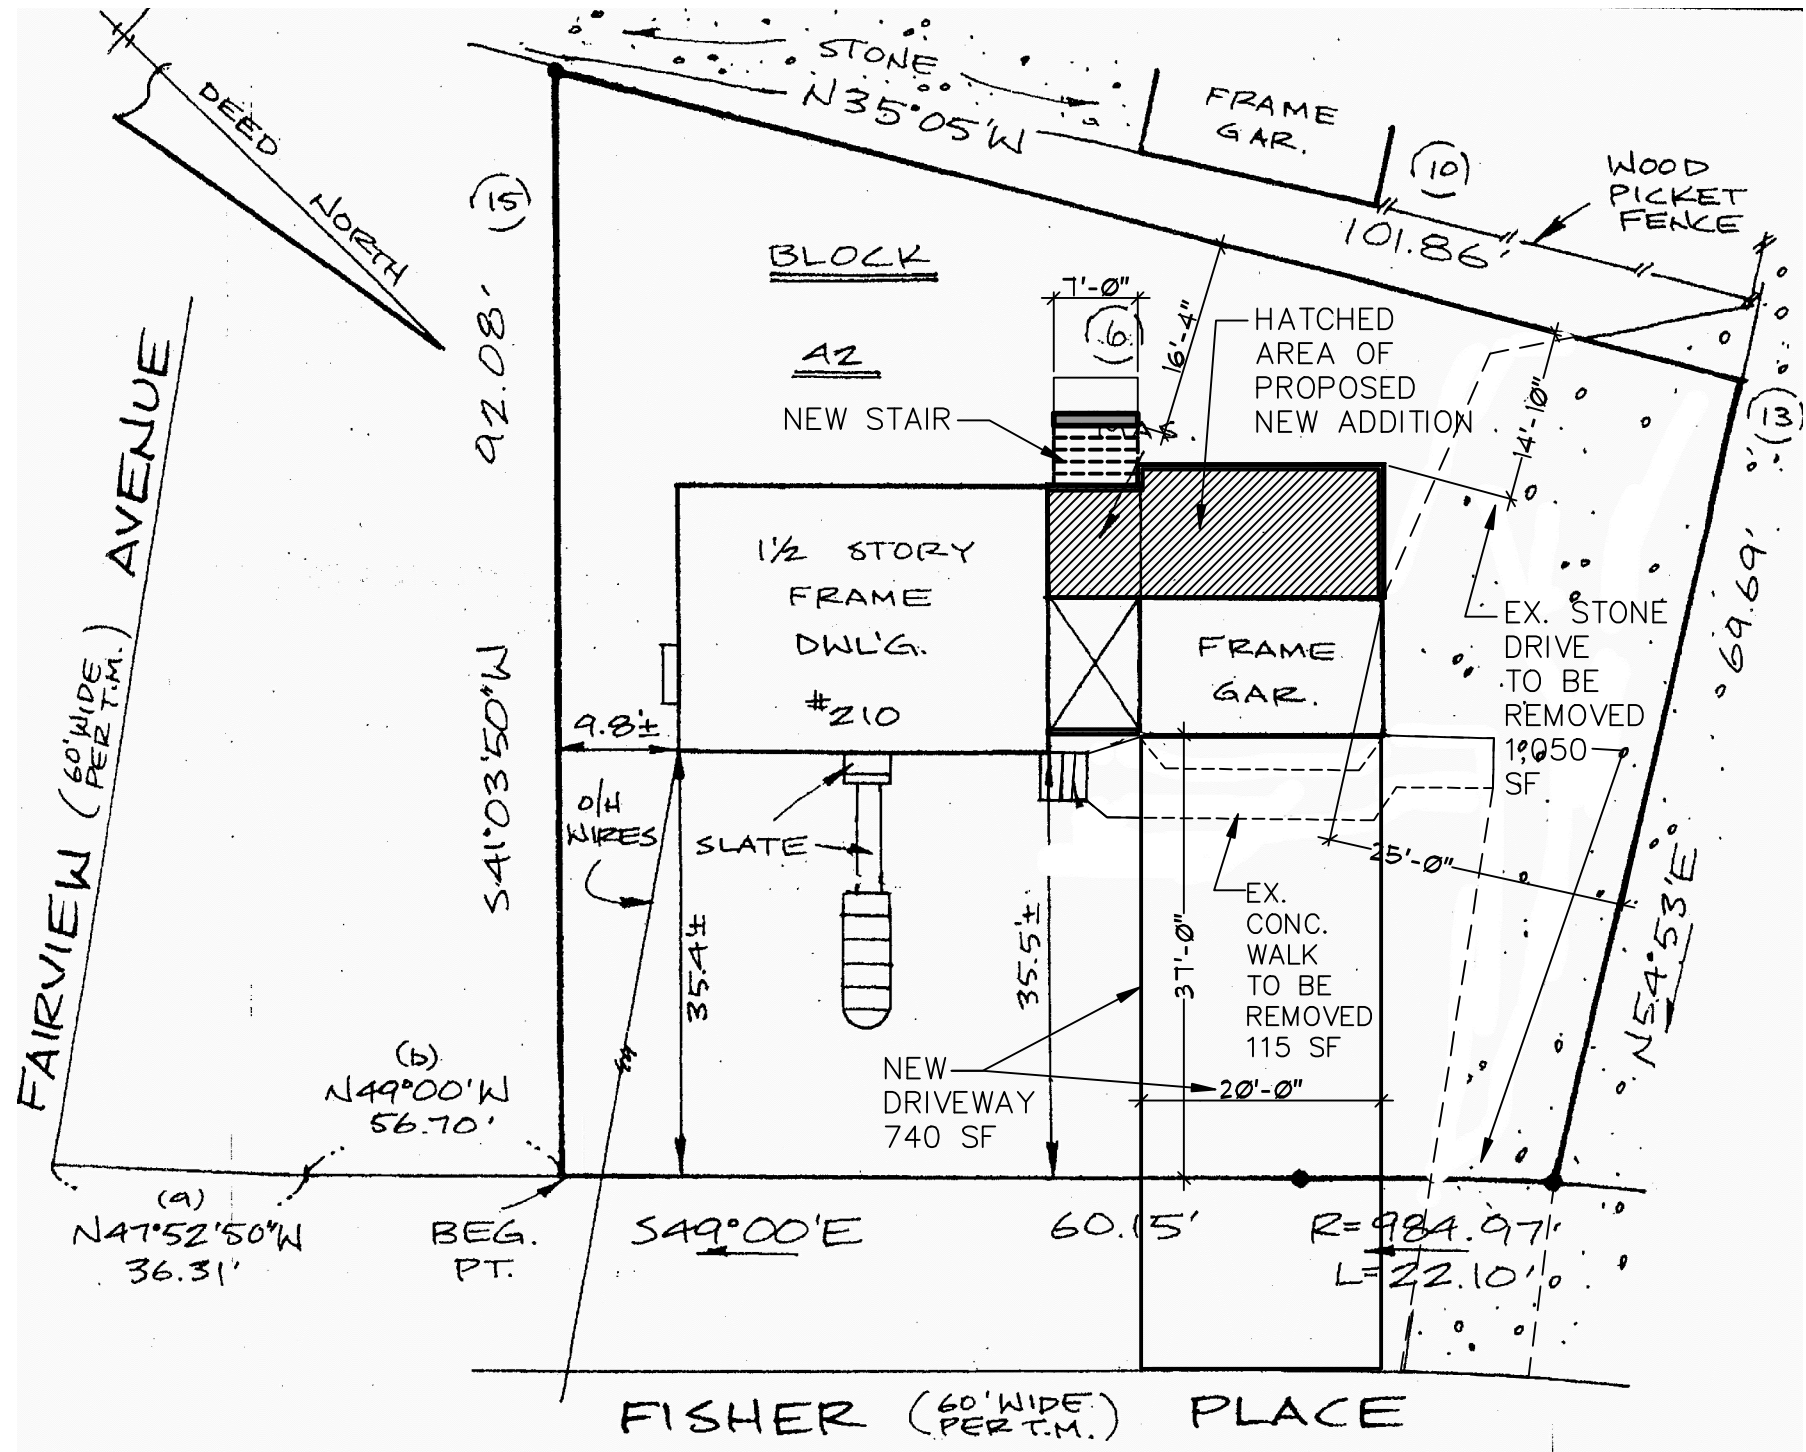 DEED
NORTH
STONE
N35°05'W
FRAME
GAR.
(10)
WOOD
PICKET
FENCE
101.86'
(15)
92.08'
S41°03'50"W
BLOCK
A2
7'-0"
(6)
16'-4"
HATCHED
AREA OF
PROPOSED
NEW ADDITION
NEW STAIR
14'-10"
(13)
69.69'
N54°53'E
1½ STORY
FRAME
DWL'G.
#210
FRAME
GAR.
EX. STONE
DRIVE
TO BE
REMOVED
1,050
SF
9.8'±
O/H
WIRES
SLATE
35.4'±
35.5'±
37'-0"
25'-0"
EX.
CONC.
WALK
TO BE
REMOVED
115 SF
NEW
DRIVEWAY
740 SF
20'-0"
FAIRVIEW (60' WIDE
PER T.M.) AVENUE
(b)
N49°00'W
56.70'
(a)
N47°52'50"W
36.31'
BEG.
PT.
S49°00'E
60.15'
R=984.97'
L=22.10'
FISHER (60' WIDE
PER T.M.) PLACE